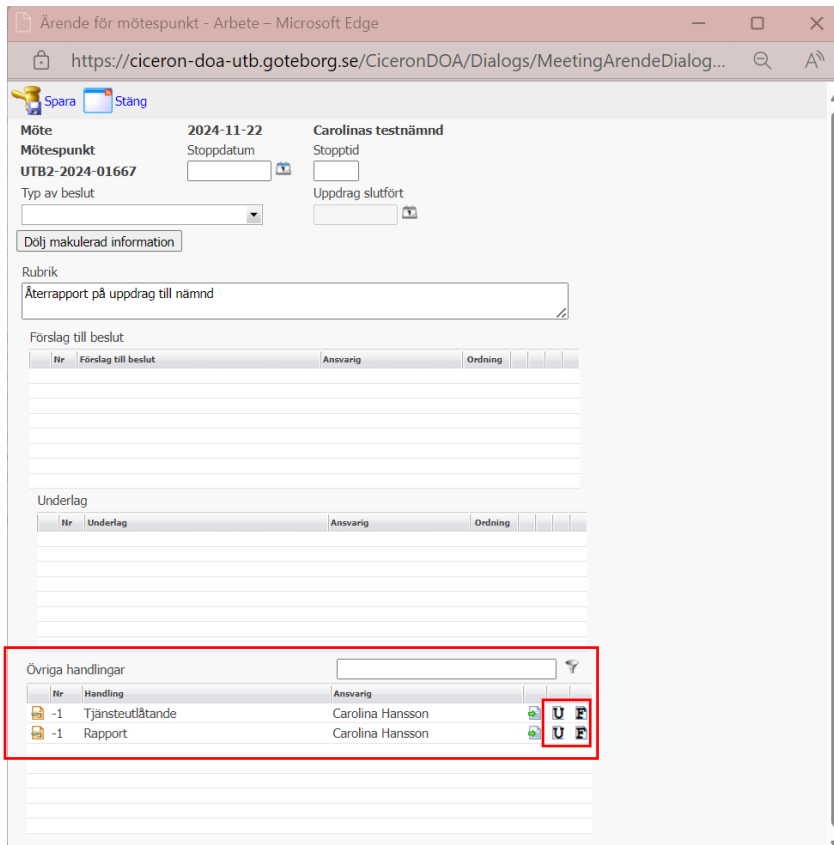 Ärende för mötespunkt - Arbete – Microsoft Edge
https://ciceron-doa-utb.goteborg.se/CiceronDOA/Dialogs/MeetingArendeDialog...
Spara Stäng
Möte 2024-11-22 Carolinas testnämnd
Mötespunkt Stoppdatum Stopptid
UTB2-2024-01667
Typ av beslut Uppdrag slutfört
Dölj makulerad information
Rubrik
Återrapport på uppdrag till nämnd
Förslag till beslut
Nr Förslag till beslut Ansvarig Ordning
Underlag
Nr Underlag Ansvarig Ordning
Övriga handlingar
Nr Handling Ansvarig
-1 Tjänsteutlåtande Carolina Hansson U F
-1 Rapport Carolina Hansson U F